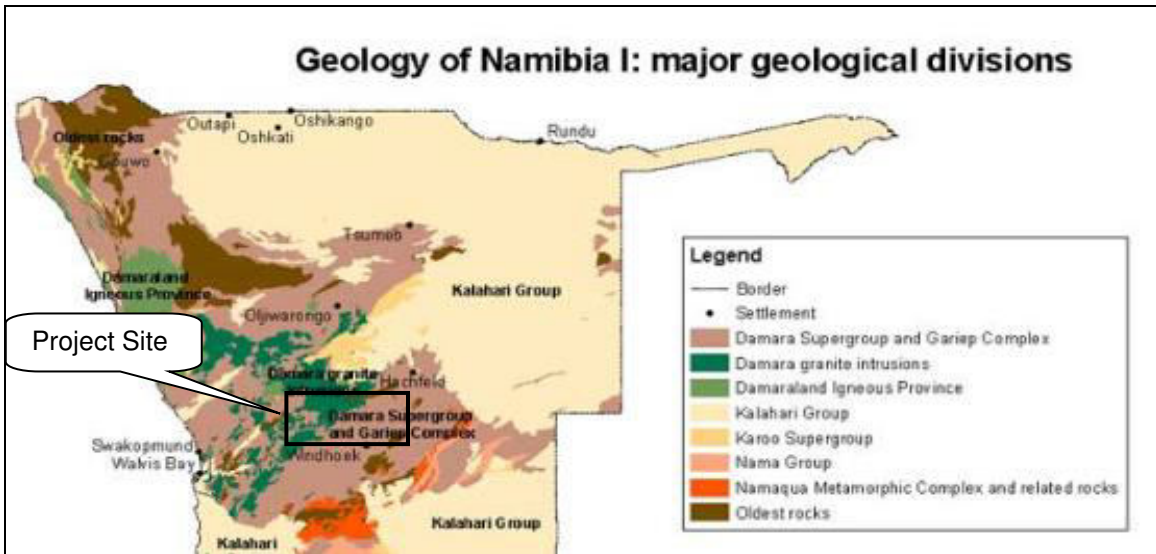 Geology of Namibia I: major geological divisions
Oshikango
Outapi
Oshkati
Rundu
Oldest rocks
Opuwo
Tsumeb
Damaraland
Igneous Province
Kalahari Group
Otjiwarongo
Project Site
Damara granite
Hachfeld
Damara Supergroup
and Gariep Complex
Swakopmund
Walvis Bay
Windhoek
Kalahari Group
Kalahari
Legend
Border
Settlement
Damara Supergroup and Gariep Complex
Damara granite intrusions
Damaraland Igneous Province
Kalahari Group
Karoo Supergroup
Nama Group
Namaqua Metamorphic Complex and related rocks
Oldest rocks